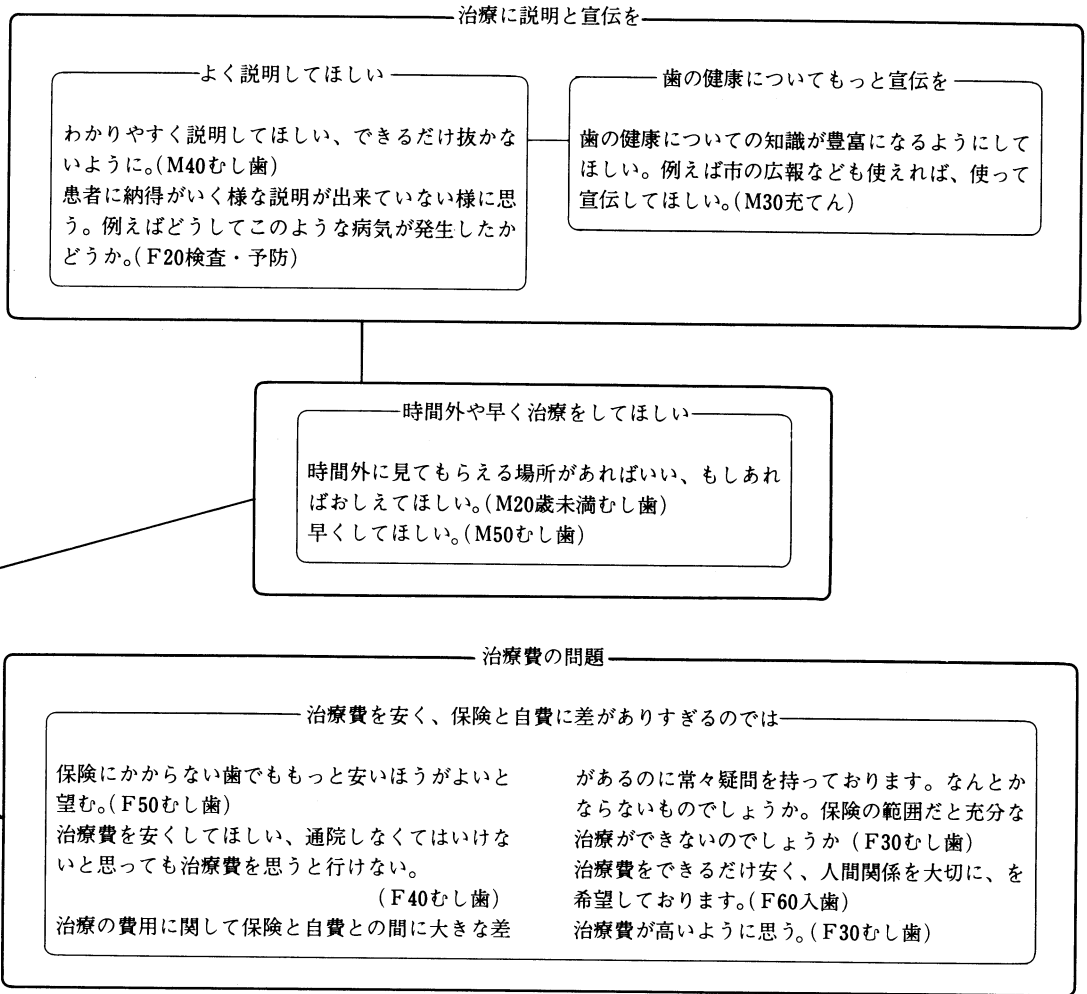 治療に説明と宣伝を
よく説明してほしい
わかりやすく説明してほしい、できるだけ抜かな
いように。(M40むし歯)
患者に納得がいく様な説明が出来ていない様に思
う。例えばどうしてこのような病気が発生したか
どうか。(F20検査・予防)
歯の健康についてもっと宣伝を
歯の健康についての知識が豊富になるようにして
ほしい。例えば市の広報なども使えれば、使って
宣伝してほしい。(M30充てん)
時間外や早く治療をしてほしい
時間外に見てもらえる場所があればいい、もしあれ
ばおしえてほしい。(M20歳未満むし歯)
早くしてほしい。(M50むし歯)
治療費の問題
治療費を安く、保険と自費に差がありすぎるのでは
保険にかからない歯でももっと安いほうがよいと
望む。(F50むし歯)
治療費を安くしてほしい、通院しなくてはいけな
いと思っても治療費を思うと行けない。
(F40むし歯)
治療の費用に関して保険と自費との間に大きな差
があるのに常々疑問を持っております。なんとか
ならないものでしょうか。保険の範囲だと充分な
治療ができないのでしょうか(F30むし歯)
治療費をできるだけ安く、人間関係を大切に、を
希望しております。(F60入歯)
治療費が高いように思う。(F30むし歯)